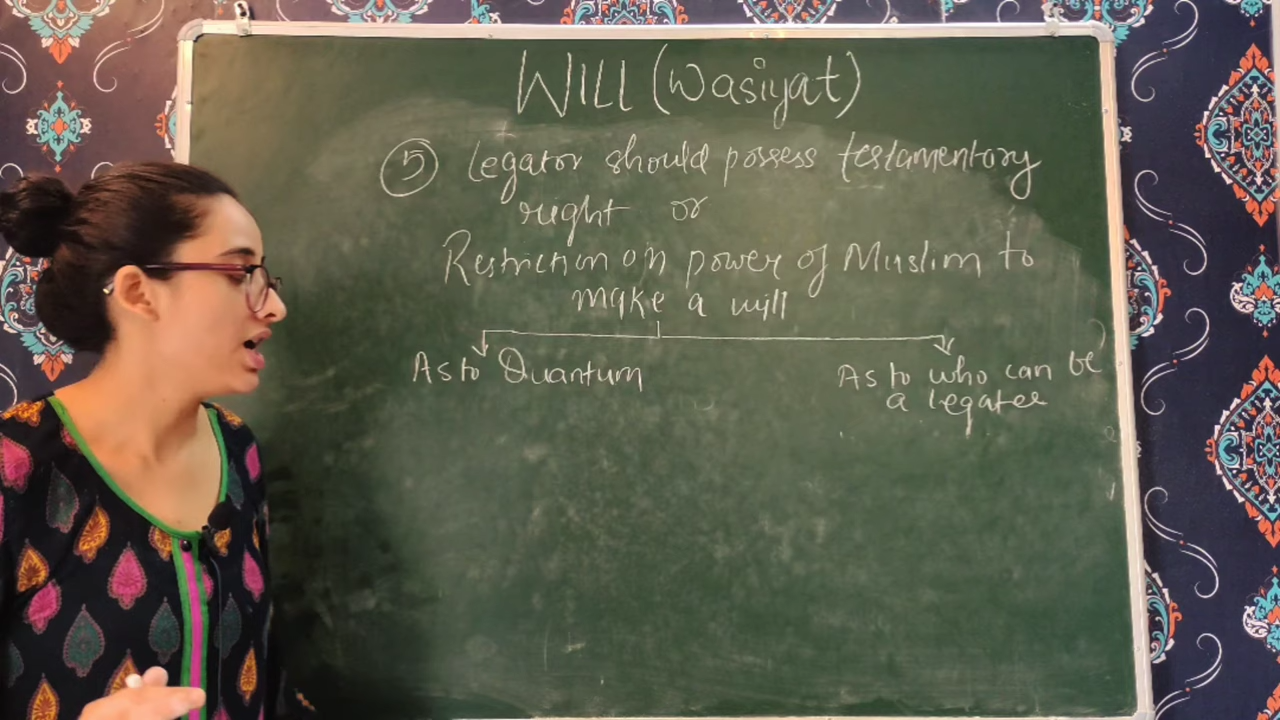 WILL (Wasiyat)
5 Legator should possess testamentory
right or
Restriction on power of Muslim to
make a will
As to Quantum
As to who can be
a legatee